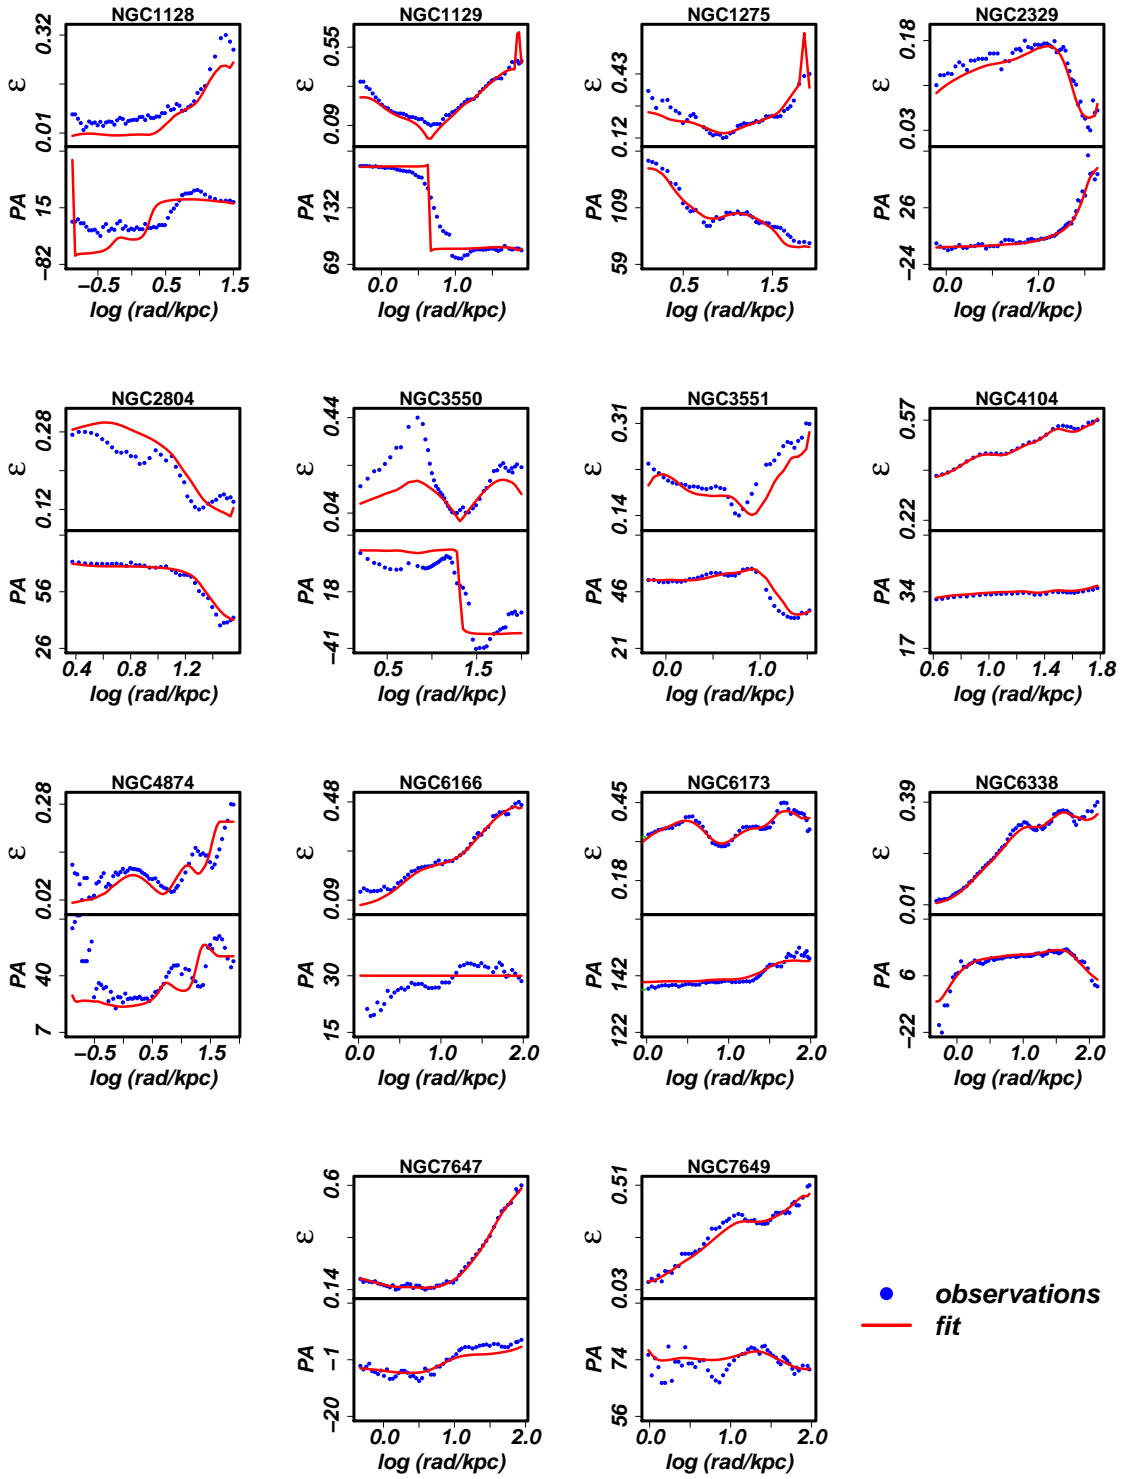 NGC1128 NGC1129 NGC1275 NGC2329
ε 0.01 0.32 ε 0.09 0.55 ε 0.12 0.43 ε 0.03 0.18
PA −82 15 PA 69 132 PA 59 109 PA −24 26
−0.5 0.5 1.5 0.0 1.0 0.5 1.5 0.0 1.0
log (rad/kpc) log (rad/kpc) log (rad/kpc) log (rad/kpc)
NGC2804 NGC3550 NGC3551 NGC4104
ε 0.12 0.28 ε 0.04 0.44 ε 0.14 0.31 ε 0.22 0.57
PA 26 56 PA −41 18 PA 21 46 PA 17 34
0.4 1.2 0.5 1.5 0.0 1.0 0.6 1.0 1.4 1.8
log (rad/kpc) log (rad/kpc) log (rad/kpc) log (rad/kpc)
NGC4874 NGC6166 NGC6173 NGC6338
ε 0.02 0.28 ε 0.09 0.48 ε 0.18 0.45 ε 0.01 0.39
PA 7 40 PA 15 30 PA 122 142 PA −22 6
−0.5 0.5 1.5 0.0 1.0 2.0 0.0 1.0 2.0 0.0 1.0 2.0
log (rad/kpc) log (rad/kpc) log (rad/kpc) log (rad/kpc)
NGC7647 NGC7649
ε 0.14 0.6 ε 0.03 0.51
PA −20 −1 PA 56 74
0.0 1.0 2.0 0.0 1.0 2.0
log (rad/kpc) log (rad/kpc)
observations
fit